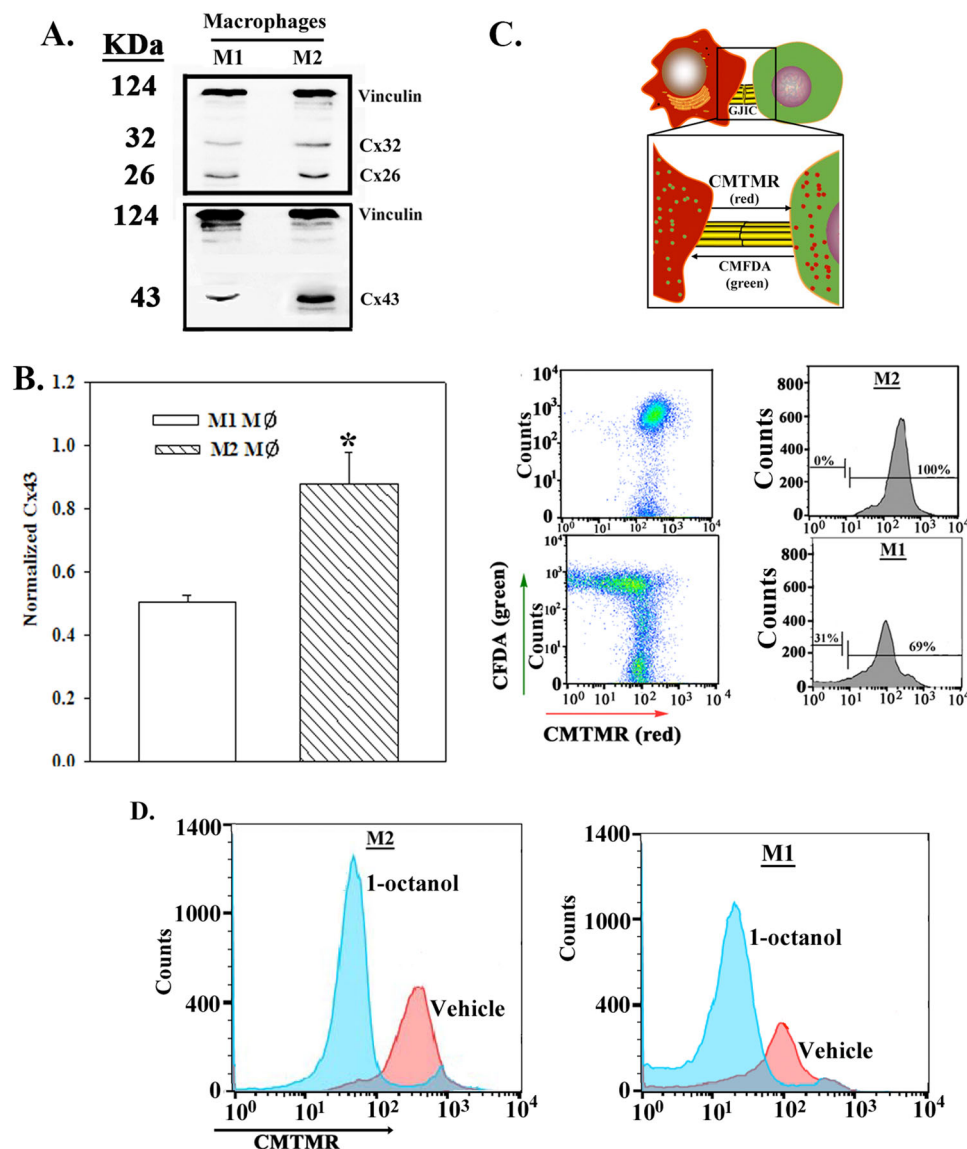 A.
Macrophages
KDa
M1 M2
124 Vinculin
32 Cx32
26 Cx26
124 Vinculin
43 Cx43
B.
Normalized Cx43
1.2
1.0
0.8
0.6
0.4
0.2
0.0
M1 MØ
M2 MØ
*
C.
GJIC
CMTMR
(red)
CMFDA
(green)
Counts
10⁴
10³
10²
10¹
0
10⁰ 10¹ 10² 10³ 10⁴
M2
Counts
800
600
400
200
0
0% 100%
10⁰ 10¹ 10² 10³ 10⁴
CFDA (green)
Counts
10⁴
10³
10²
10¹
0
10⁰ 10¹ 10² 10³ 10⁴
CMTMR (red)
M1
Counts
800
600
400
200
0
31% 69%
10⁰ 10¹ 10² 10³ 10⁴
D.
Counts
1400
1000
400
0
M2
1-octanol
Vehicle
10⁰ 10¹ 10² 10³ 10⁴
CMTMR
Counts
1400
1000
400
0
M1
1-octanol
Vehicle
10⁰ 10¹ 10² 10³ 10⁴